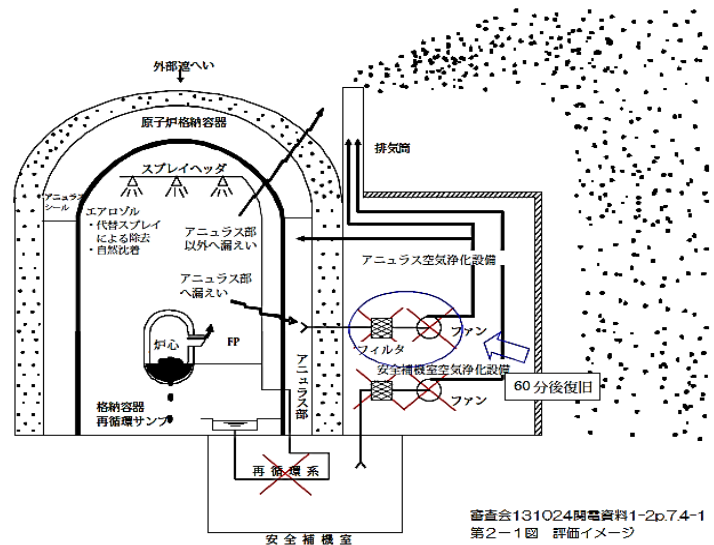 外部遮へい
原子炉格納容器
スプレイヘッダ
アニュラス
シール
エアロゾル
・代替スプレイ
による除去
・自然沈着
アニュラス部
以外へ漏えい
アニュラス部
へ漏えい
排気筒
アニュラス空気浄化設備
ファン
フィルタ
安全補機室空気浄化設備
60分後復旧
ファン
炉心
FP
アニュラス部
格納容器
再循環サンプ
再循環系
安全補機室
審査会131024関電資料1-2p.7.4-1
第2-1図 評価イメージ